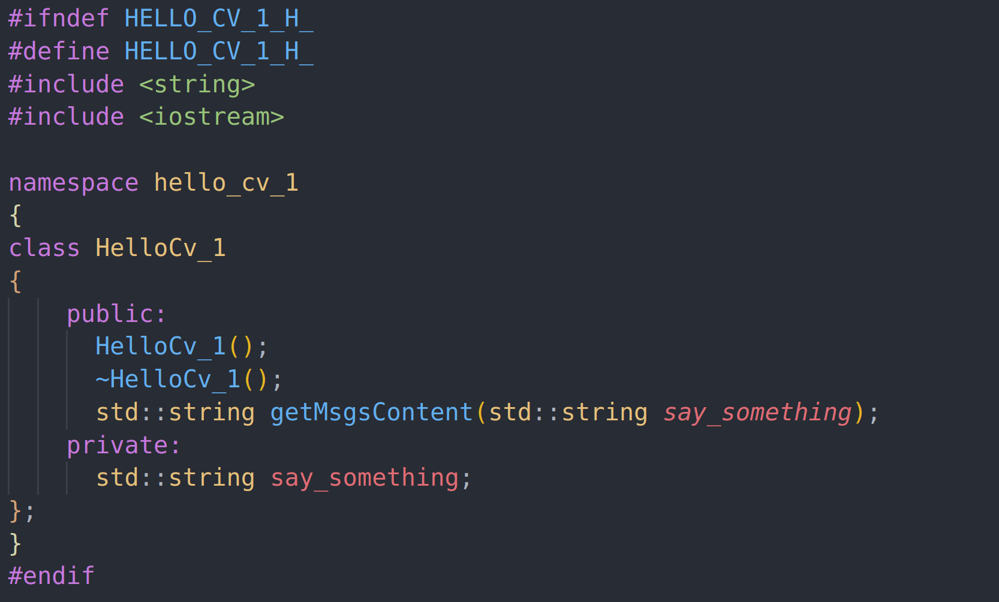 #ifndef HELLO_CV_1_H_
#define HELLO_CV_1_H_
#include <string>
#include <iostream>

namespace hello_cv_1
{
class HelloCv_1
{
    public:
      HelloCv_1();
      ~HelloCv_1();
      std::string getMsgsContent(std::string say_something);
    private:
      std::string say_something;
};
}
#endif